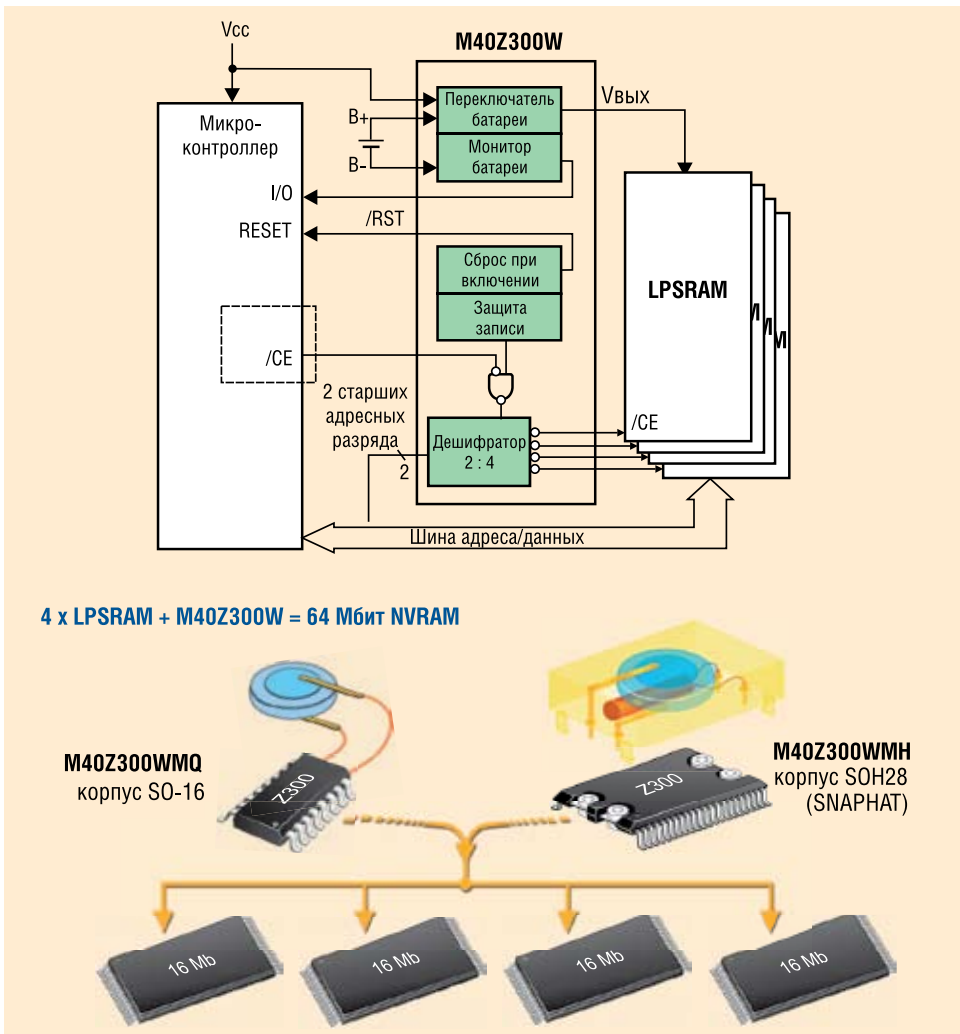 Vcc
M40Z300W
Микро-
контроллер
B+
B-
Переключатель
батареи
Монитор
батареи
Vвых
I/O
RESET
/RST
Сброс при
включении
Защита
записи
/CE
2 старших
адресных
разряда
2
Дешифратор
2 : 4
LPSRAM
M
M
M
/CE
Шина адреса/данных
4 x LPSRAM + M40Z300W = 64 Мбит NVRAM
M40Z300WMQ
корпус SO-16
Z300
Z300
M40Z300WMH
корпус SOH28
(SNAPHAT)
16 Mb
16 Mb
16 Mb
16 Mb